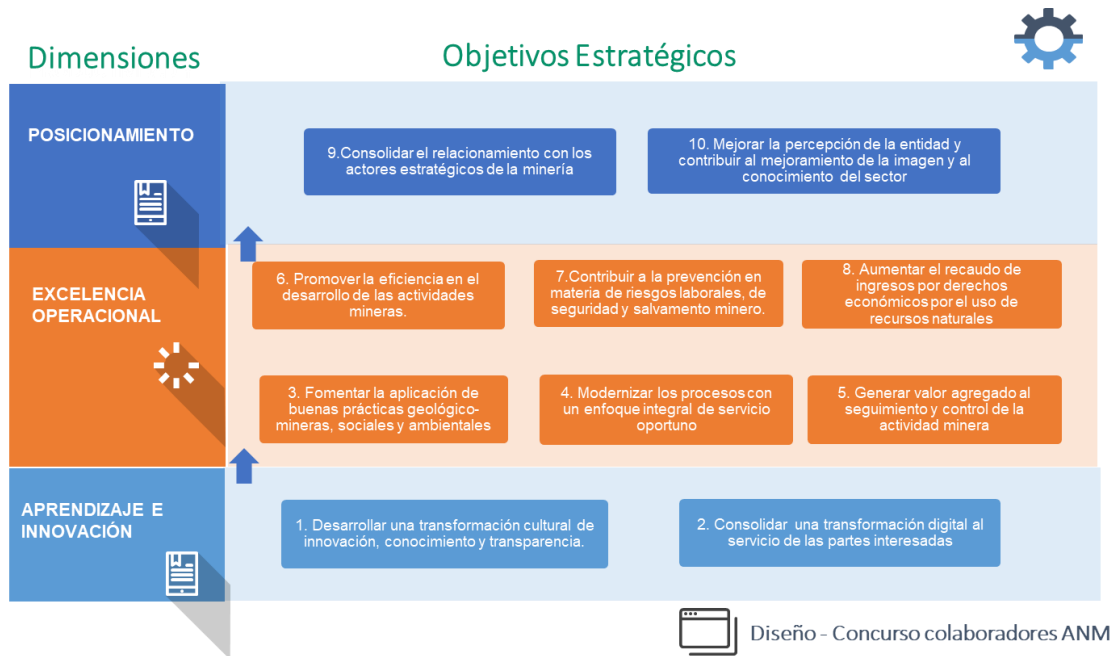 Dimensiones
Objetivos Estratégicos
POSICIONAMIENTO
9.Consolidar el relacionamiento con los
actores estratégicos de la minería
10. Mejorar la percepción de la entidad y
contribuir al mejoramiento de la imagen y al
conocimiento del sector
EXCELENCIA
OPERACIONAL
6. Promover la eficiencia en el
desarrollo de las actividades
mineras.
7.Contribuir a la prevención en
materia de riesgos laborales, de
seguridad y salvamento minero.
8. Aumentar el recaudo de
ingresos por derechos
económicos por el uso de
recursos naturales
3. Fomentar la aplicación de
buenas prácticas geológico-
mineras, sociales y ambientales
4. Modernizar los procesos con
un enfoque integral de servicio
oportuno
5. Generar valor agregado al
seguimiento y control de la
actividad minera
APRENDIZAJE E
INNOVACIÓN
1. Desarrollar una transformación cultural de
innovación, conocimiento y transparencia.
2. Consolidar una transformación digital al
servicio de las partes interesadas
Diseño - Concurso colaboradores ANM